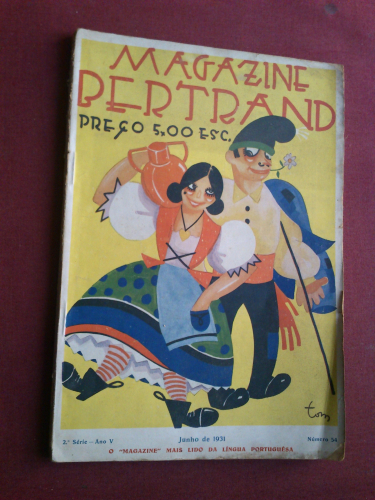 MAGAZINE
BERTRAND
PREÇO 5,00 ESC.
tom
2.ª Série - Ano V Junho de 1931 Número 54
O "MAGAZINE" MAIS LIDO DA LÍNGUA PORTUGUÊSA